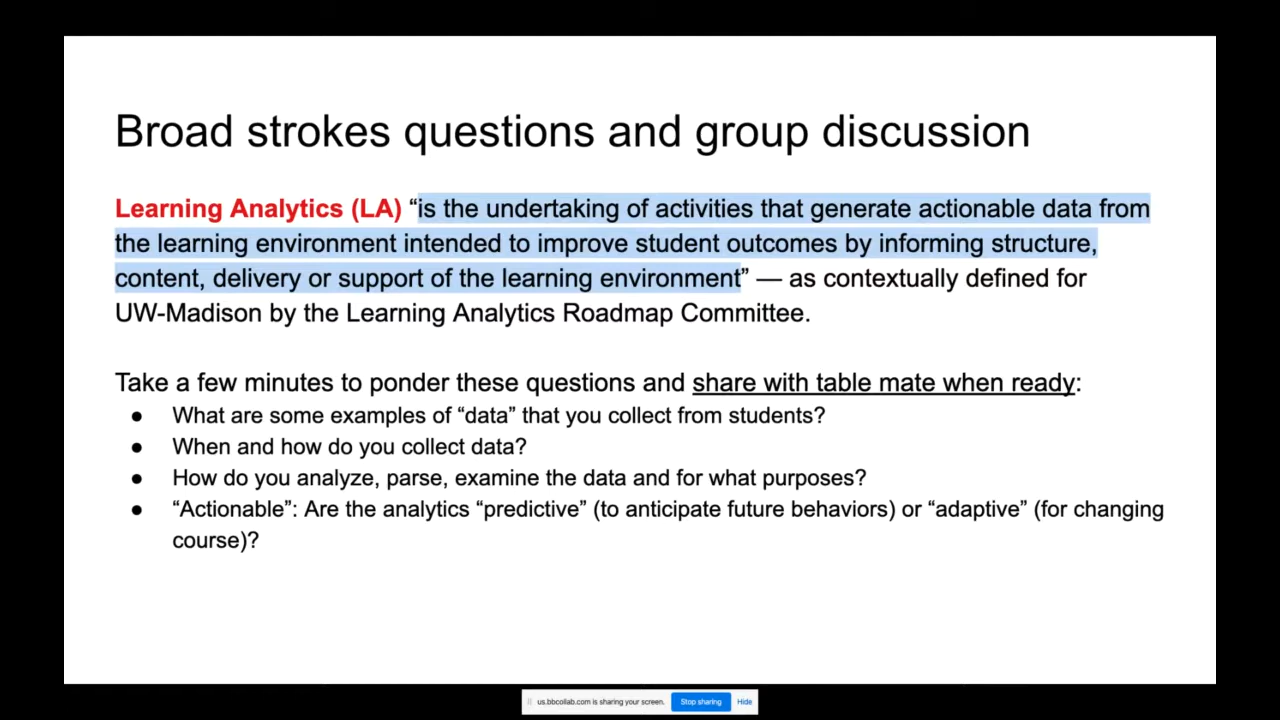 Broad strokes questions and group discussion
Learning Analytics (LA) “is the undertaking of activities that generate actionable data from
the learning environment intended to improve student outcomes by informing structure,
content, delivery or support of the learning environment” — as contextually defined for
UW-Madison by the Learning Analytics Roadmap Committee.
Take a few minutes to ponder these questions and share with table mate when ready:
● What are some examples of “data” that you collect from students?
● When and how do you collect data?
● How do you analyze, parse, examine the data and for what purposes?
● “Actionable”: Are the analytics “predictive” (to anticipate future behaviors) or “adaptive” (for changing
course)?
us.bbcollab.com is sharing your screen. Stop sharing Hide